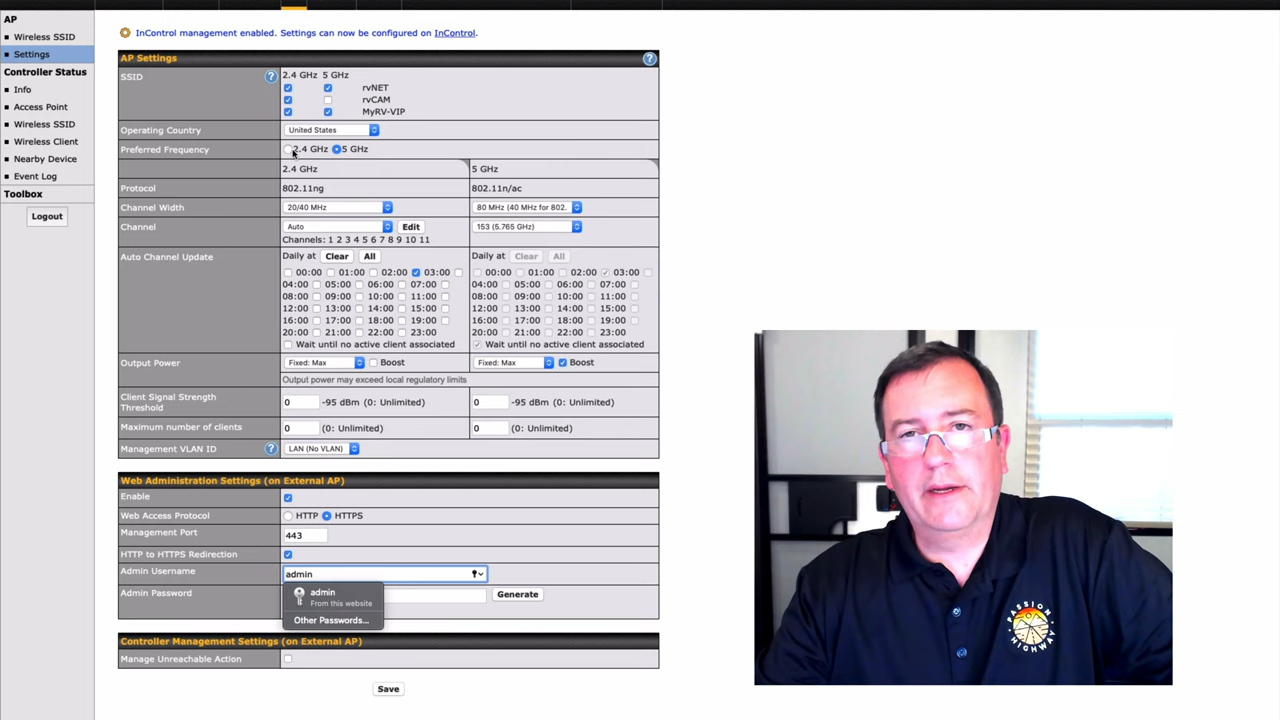 AP
Wireless SSID
Settings
Controller Status
Info
Access Point
Wireless SSID
Wireless Client
Nearby Device
Event Log
Toolbox
Logout
InControl management enabled. Settings can now be configured on InControl.
AP Settings ?
SSID ? 2.4 GHz 5 GHz
rvNET
rvCAM
MyRV-VIP
Operating Country United States
Preferred Frequency 2.4 GHz 5 GHz
2.4 GHz 5 GHz
Protocol 802.11ng 802.11n/ac
Channel Width 20/40 MHz 80 MHz (40 MHz for 802.
Channel Auto Edit 153 (5.765 GHz)
Channels: 1 2 3 4 5 6 7 8 9 10 11
Auto Channel Update Daily at Clear All Daily at Clear All
00:00 01:00 02:00 03:00 00:00 01:00 02:00 03:00
04:00 05:00 06:00 07:00 04:00 05:00 06:00 07:00
08:00 09:00 10:00 11:00 08:00 09:00 10:00 11:00
12:00 13:00 14:00 15:00 12:00 13:00 14:00 15:00
16:00 17:00 18:00 19:00 16:00 17:00 18:00 19:00
20:00 21:00 22:00 23:00 20:00 21:00 22:00 23:00
Wait until no active client associated Wait until no active client associated
Output Power Fixed: Max Boost Fixed: Max Boost
Output power may exceed local regulatory limits
Client Signal Strength
Threshold 0 -95 dBm (0: Unlimited) 0 -95 dBm (0: Unlimited)
Maximum number of clients 0 (0: Unlimited) 0 (0: Unlimited)
Management VLAN ID ? LAN (No VLAN)
Web Administration Settings (on External AP)
Enable
Web Access Protocol HTTP HTTPS
Management Port 443
HTTP to HTTPS Redirection
Admin Username admin
Admin Password Generate
admin
From this website
Other Passwords...
Controller Management Settings (on External AP)
Manage Unreachable Action
Save
PASSION
HIGHWAY